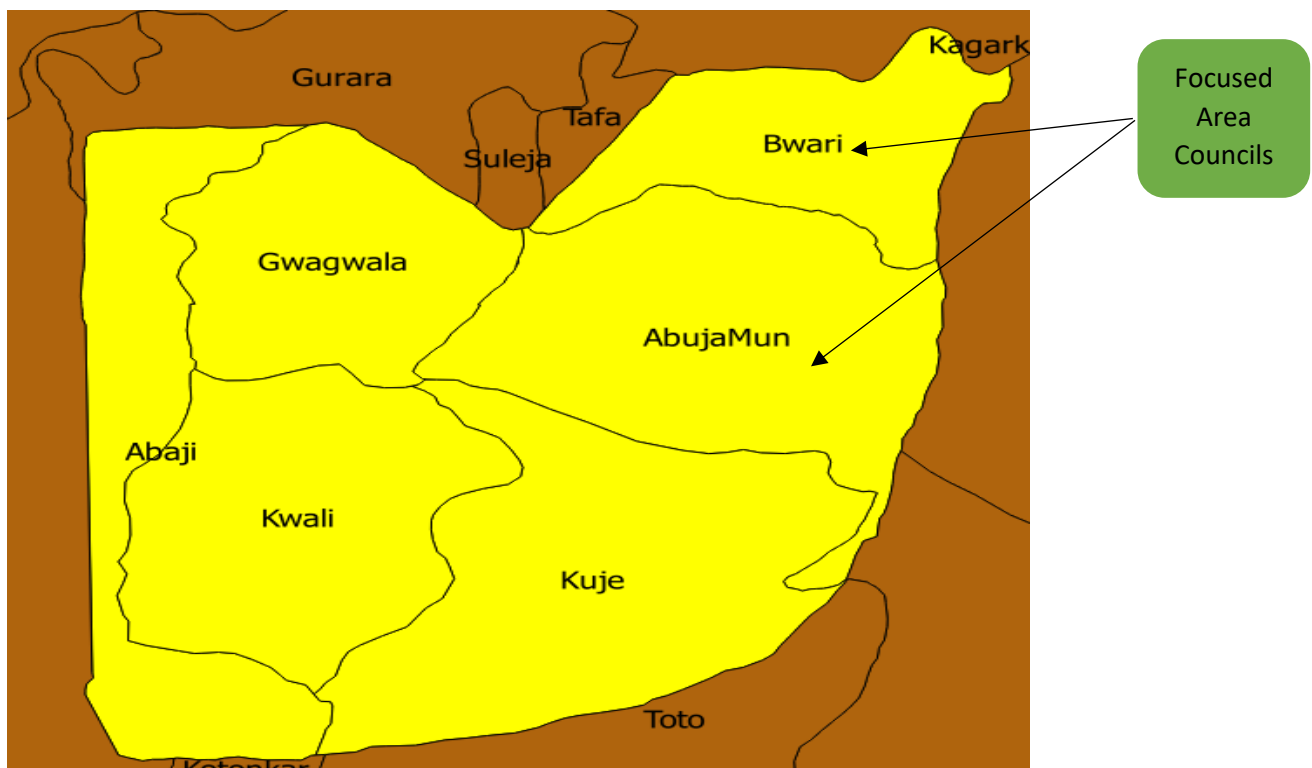 Kagark
Gurara
Tafa
Suleja
Bwari
Focused
Area
Councils
Gwagwala
AbujaMun
Abaji
Kwali
Kuje
Toto